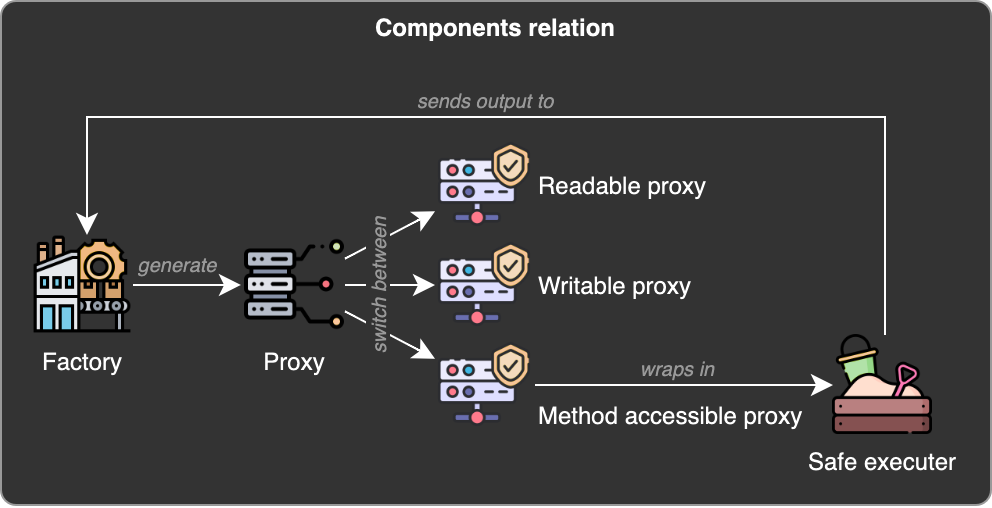 Components relation
sends output to
Readable proxy
generate
switch between
Writable proxy
Factory
Proxy
wraps in
Method accessible proxy
Safe executer